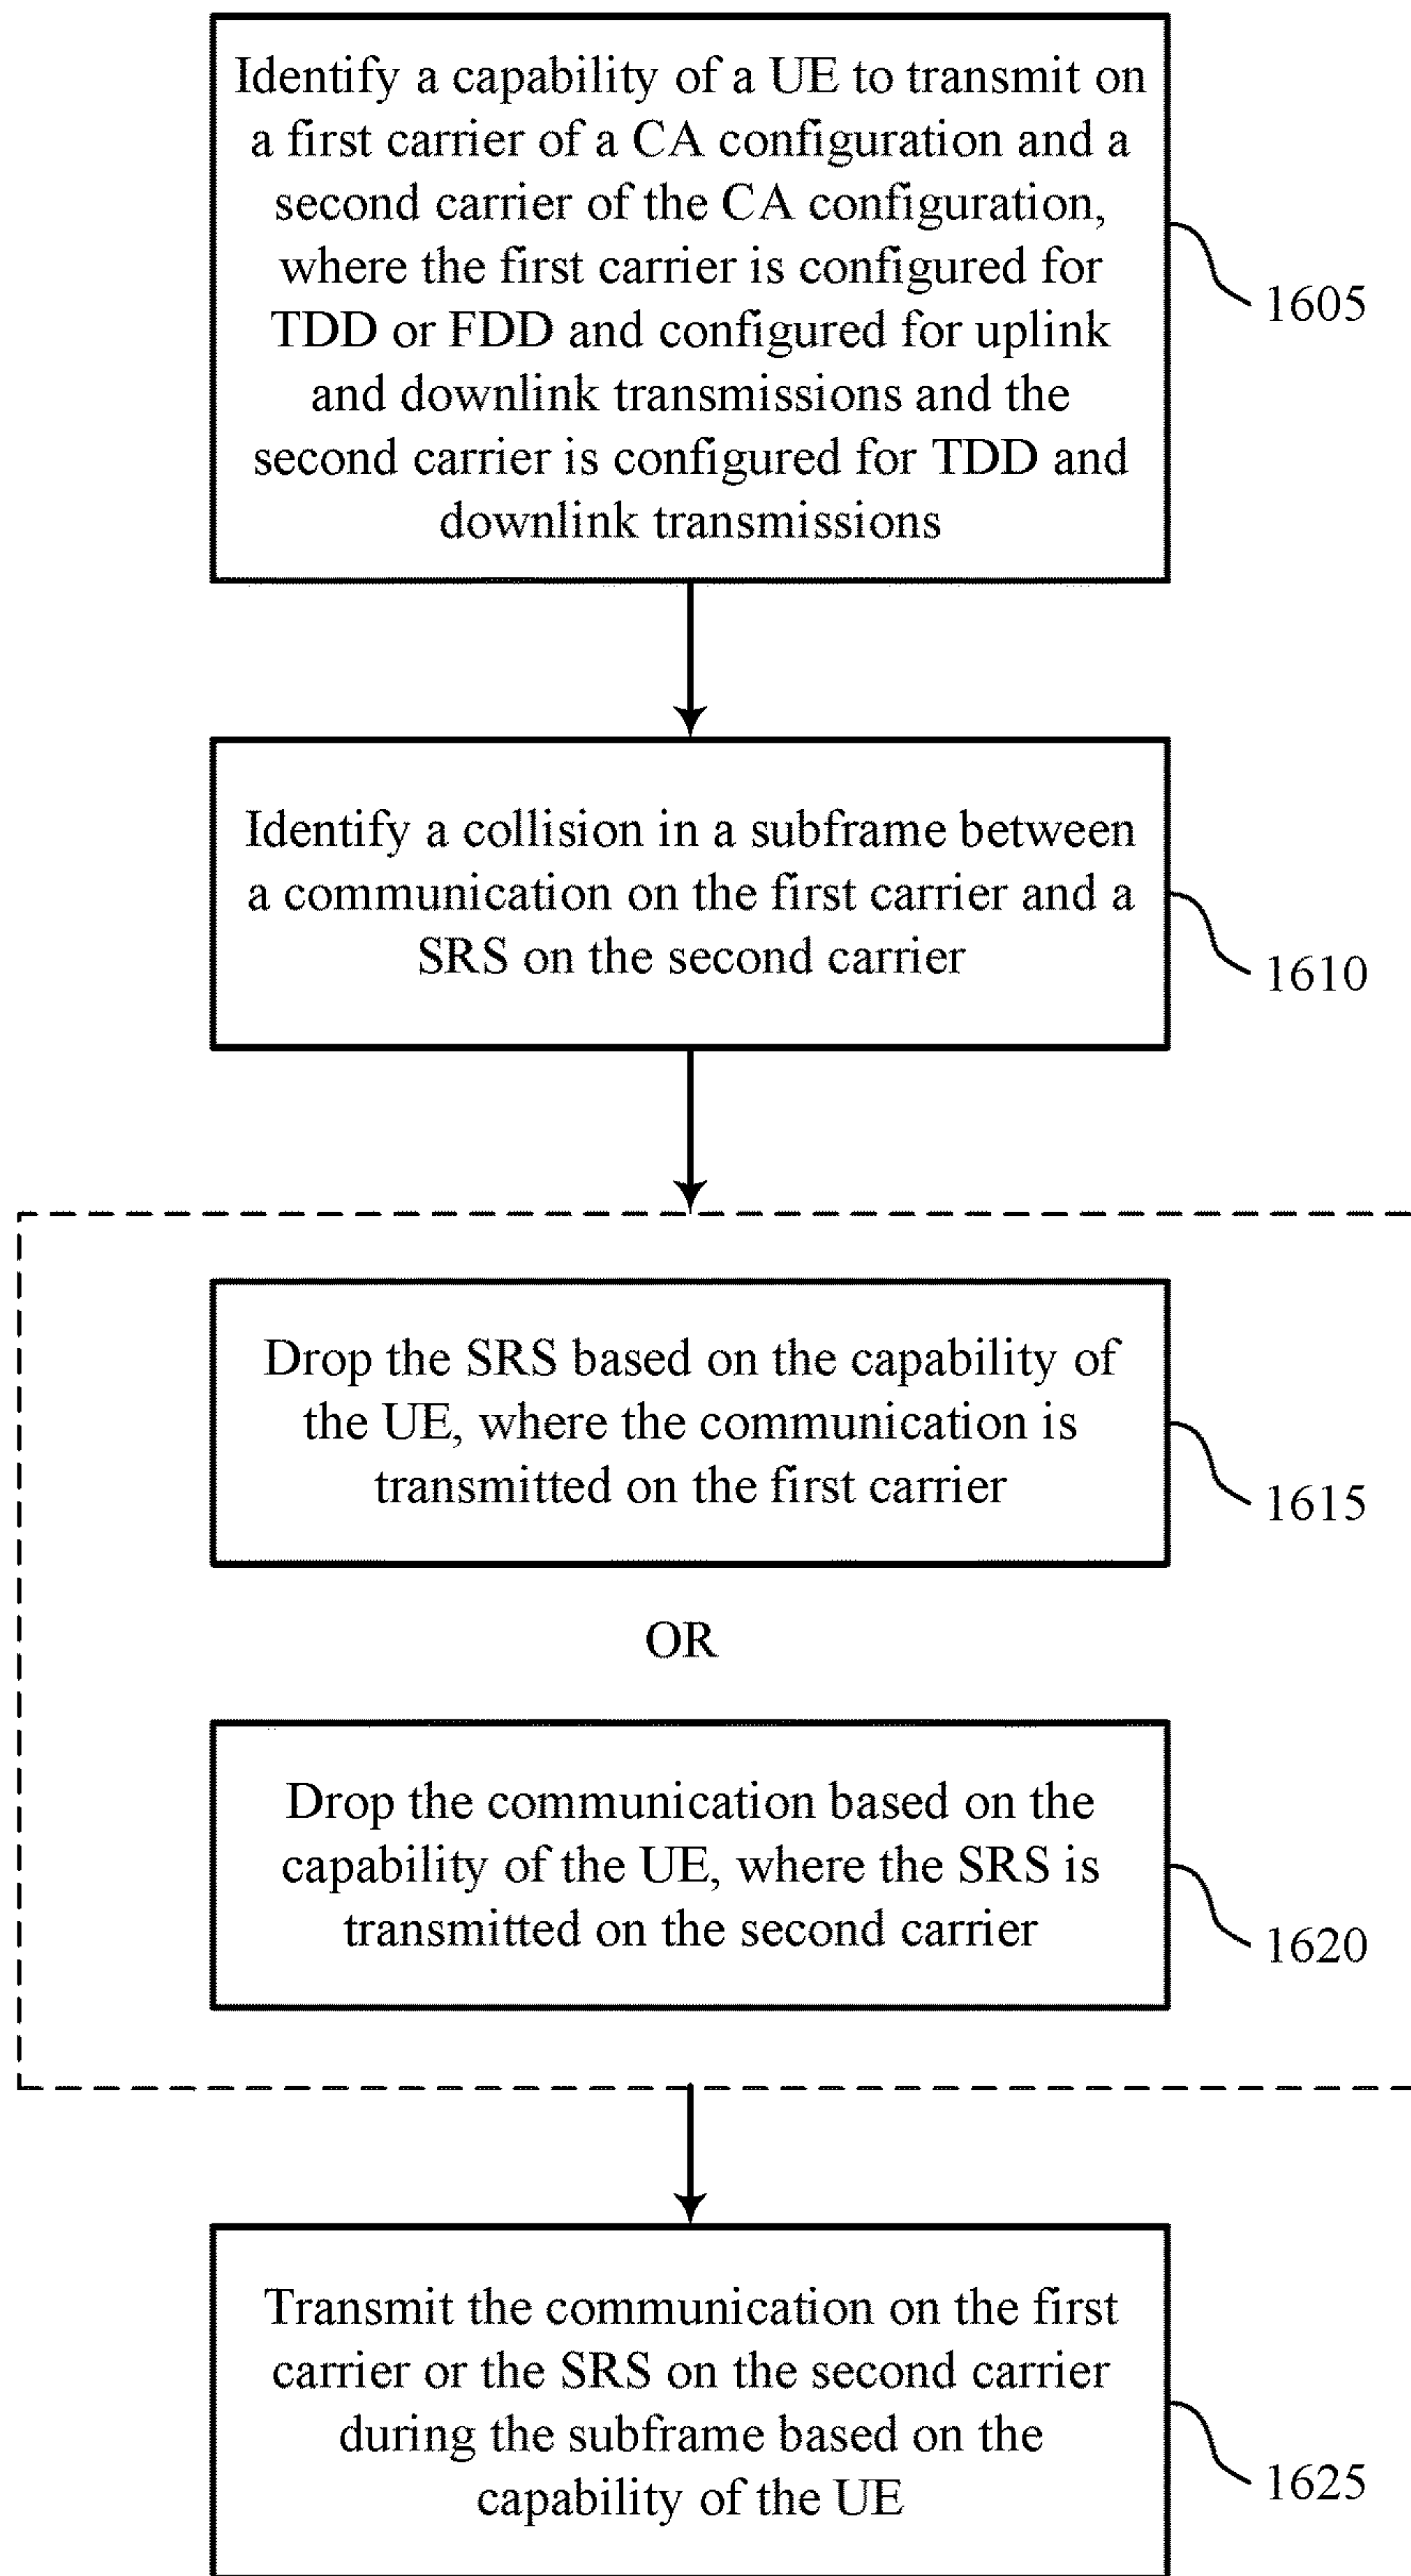 Identify a capability of a UE to transmit on
a first carrier of a CA configuration and a
second carrier of the CA configuration,
where the first carrier is configured for
TDD or FDD and configured for uplink
and downlink transmissions and the
second carrier is configured for TDD and
downlink transmissions
1605
Identify a collision in a subframe between
a communication on the first carrier and a
SRS on the second carrier
1610
Drop the SRS based on the capability of
the UE, where the communication is
transmitted on the first carrier
1615
OR
Drop the communication based on the
capability of the UE, where the SRS is
transmitted on the second carrier
1620
Transmit the communication on the first
carrier or the SRS on the second carrier
during the subframe based on the
capability of the UE
1625